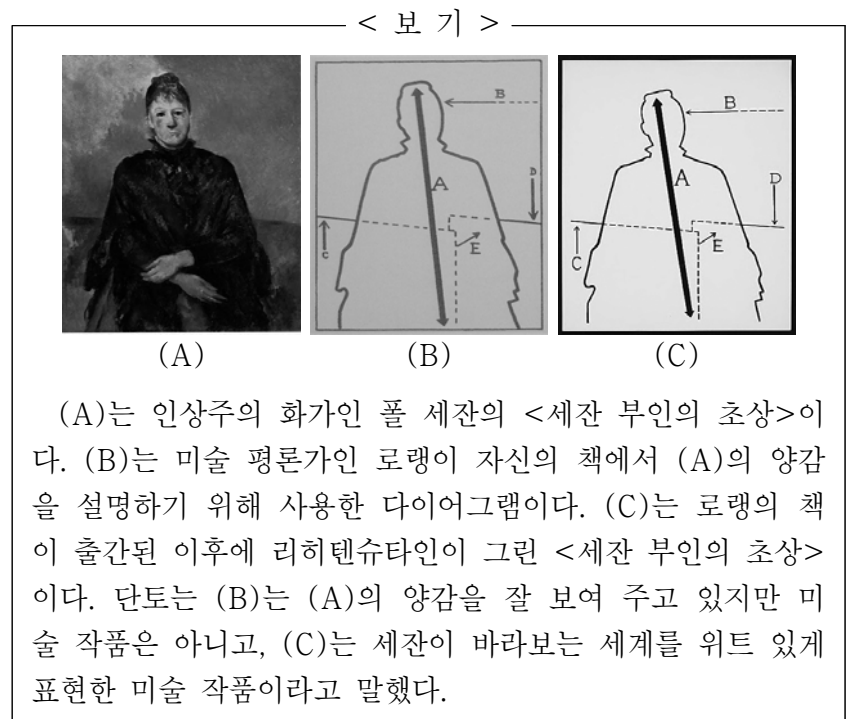 < 보 기 >
B
A
D
C
E
B
A
D
C
E
(A) (B) (C)
(A)는 인상주의 화가인 폴 세잔의 <세잔 부인의 초상>이
다. (B)는 미술 평론가인 로랭이 자신의 책에서 (A)의 양감
을 설명하기 위해 사용한 다이어그램이다. (C)는 로랭의 책
이 출간된 이후에 리히텐슈타인이 그린 <세잔 부인의 초상>
이다. 단토는 (B)는 (A)의 양감을 잘 보여 주고 있지만 미
술 작품은 아니고, (C)는 세잔이 바라보는 세계를 위트 있게
표현한 미술 작품이라고 말했다.